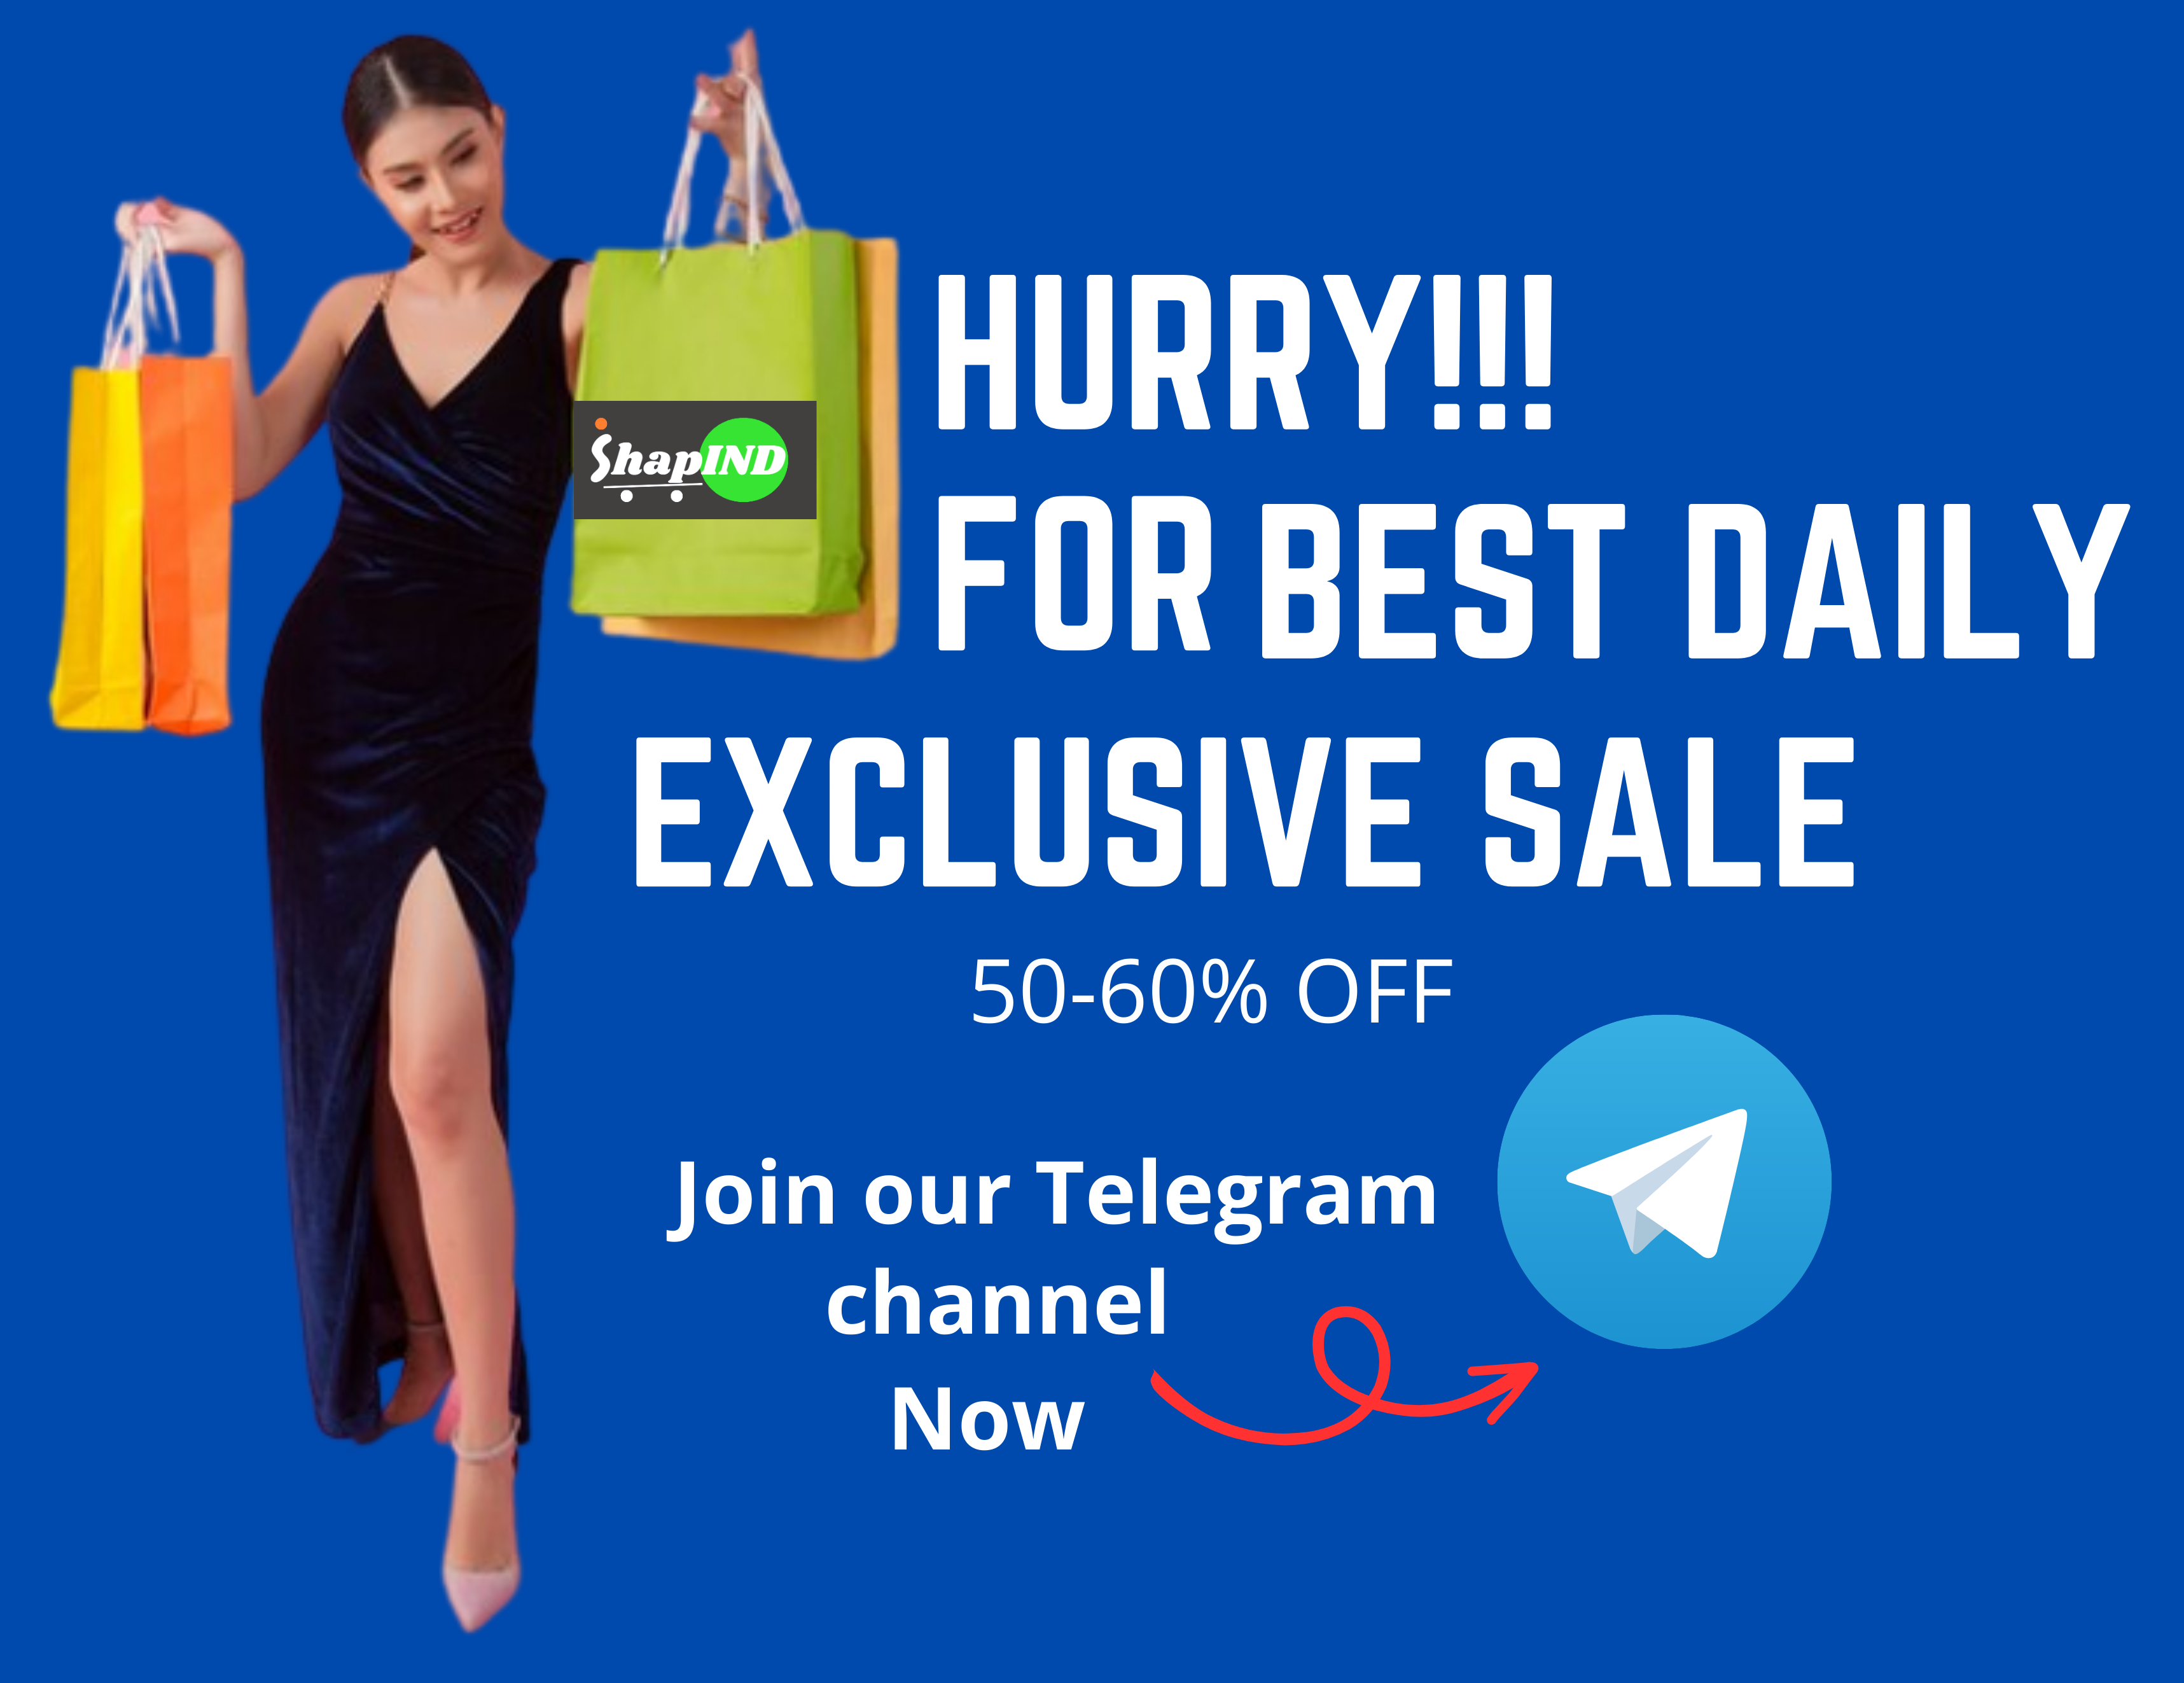 HURRY!!!
FOR BEST DAILY
EXCLUSIVE SALE
ShapIND
50-60% OFF
Join our Telegram
channel
Now